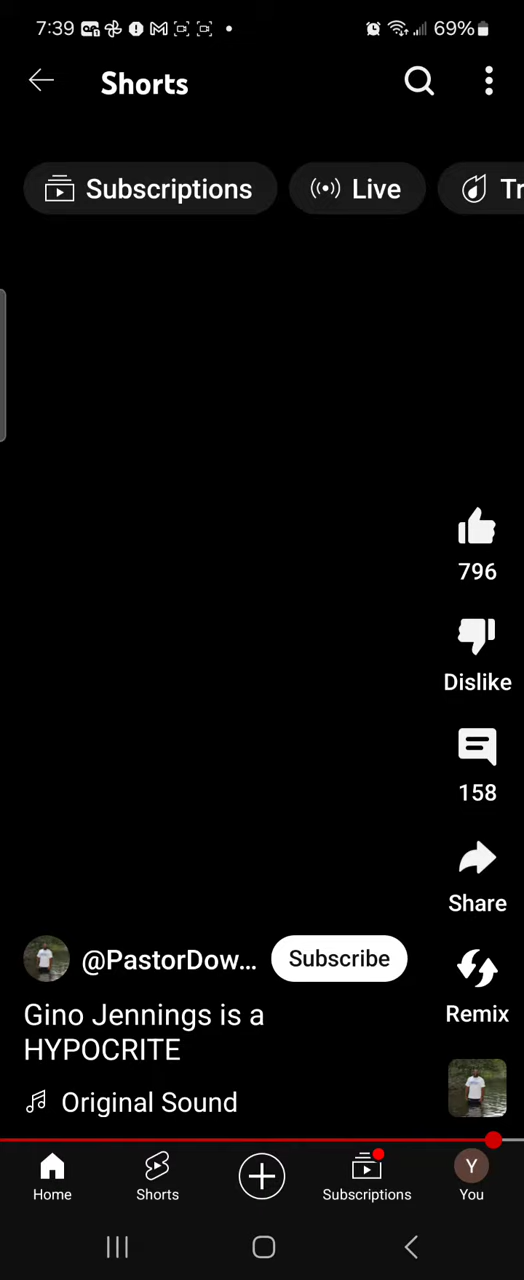 7:39
69%
Shorts
Subscriptions
Live
Tr
796
Dislike
158
Share
@PastorDow...
Subscribe
Gino Jennings is a
HYPOCRITE
Remix
Original Sound
Home
Shorts
Subscriptions
Y
You